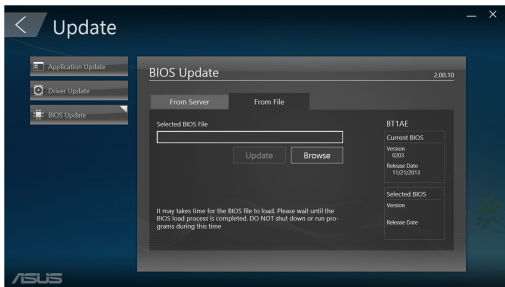 Update
Application Update
Driver Update
BIOS Update
BIOS Update
2.00.10
From Server
From File
Selected BIOS File
Update
Browse
It may takes time for the BIOS file to load. Please wait until the
BIOS load process is completed. DO NOT shut down or run pro-
grams during this time
BT1AE
Current BIOS
Version
0203
Release Date
11/21/2013
Selected BIOS
Version
Release Date
ASUS